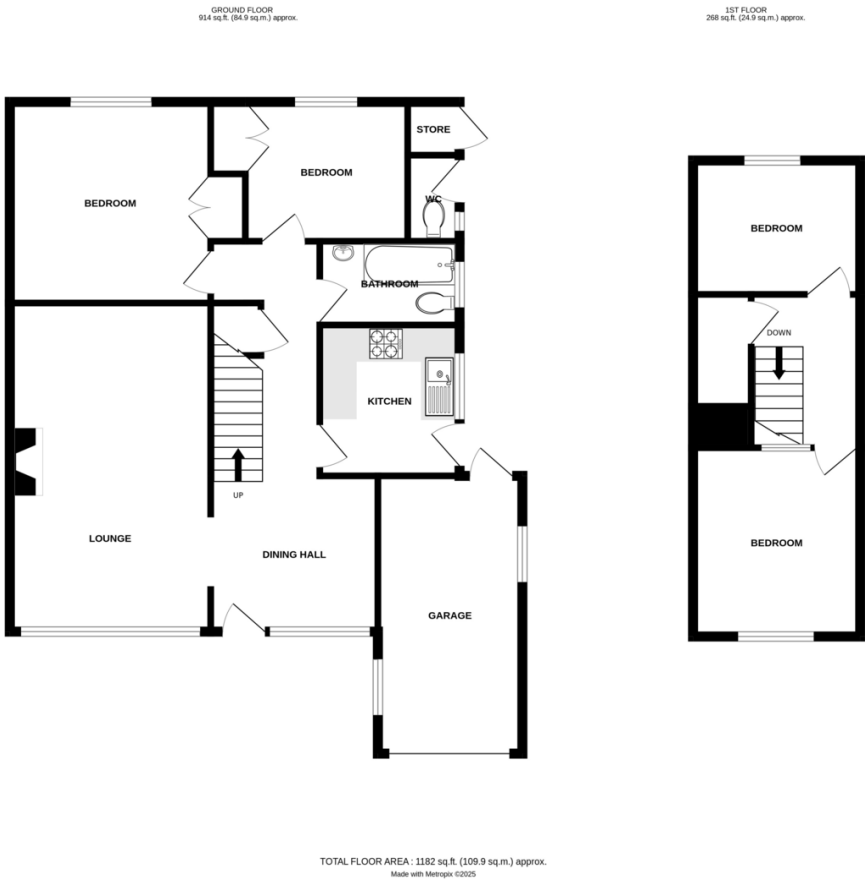 GROUND FLOOR
914 sq.ft. (84.9 sq.m.) approx.
1ST FLOOR
268 sq.ft. (24.9 sq.m.) approx.
STORE
BEDROOM
WC
BEDROOM
BEDROOM
BATHROOM
DOWN
KITCHEN
UP
LOUNGE
DINING HALL
BEDROOM
GARAGE
TOTAL FLOOR AREA : 1182 sq.ft. (109.9 sq.m.) approx.
Made with Metropix ©2025